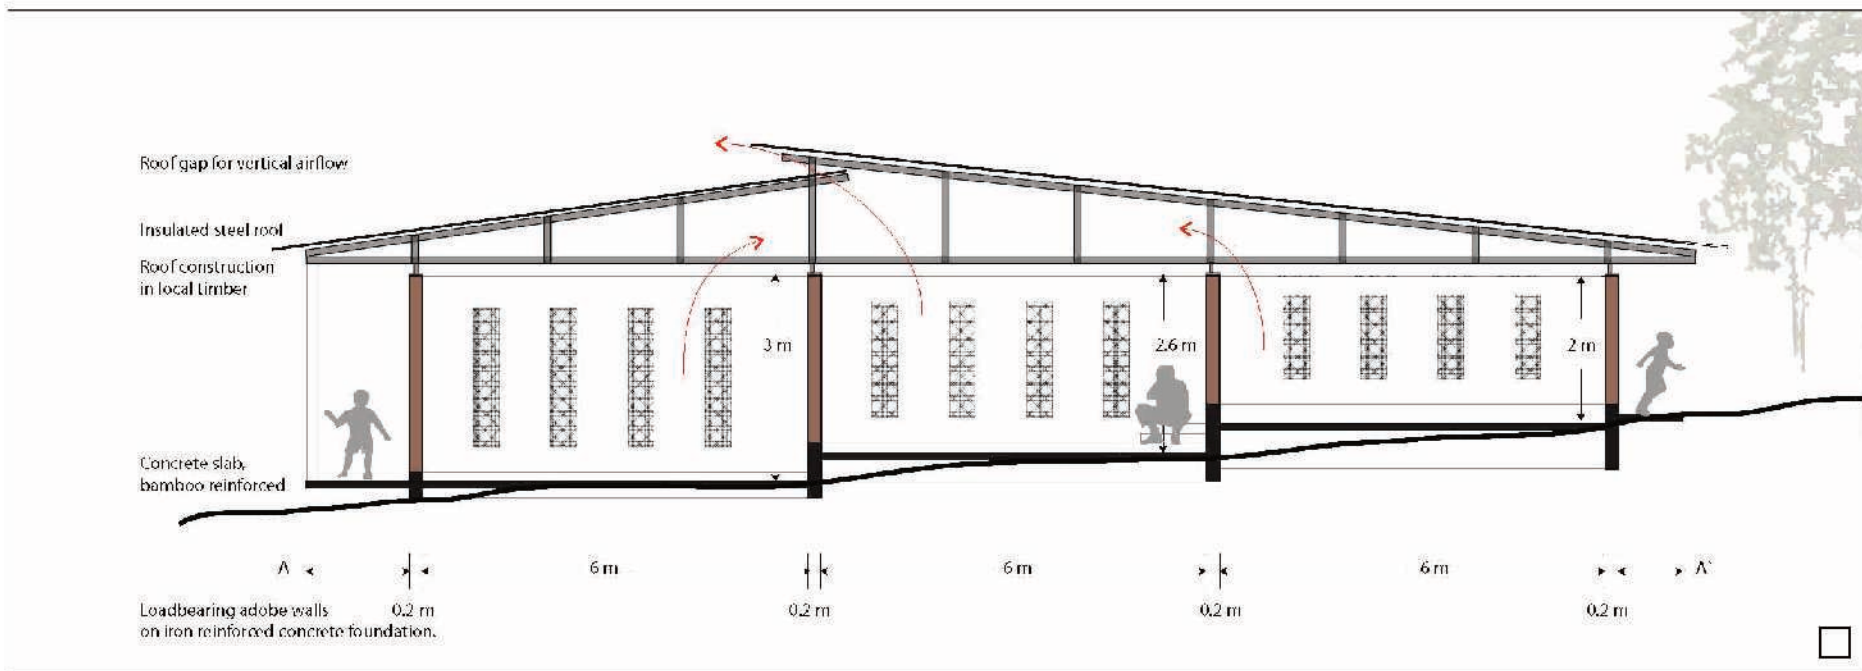 Roof gap for vertical airflow
Insulated steel roof
Roof construction
in local timber
3 m
2.6 m
2 m
Concrete slab,
bamboo reinforced
A 6 m 6 m 6 m A`
Loadbearing adobe walls 0.2 m 0.2 m 0.2 m 0.2 m
on iron reinforced concrete foundation.